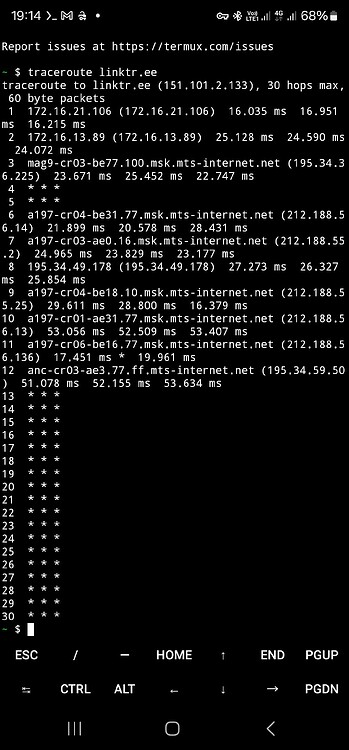 19:14
68%
Report issues at https://termux.com/issues
~ $ traceroute linktr.ee
traceroute to linktr.ee (151.101.2.133), 30 hops max,
60 byte packets
1 172.16.21.106 (172.16.21.106) 16.035 ms 16.951
ms 16.215 ms
2 172.16.13.89 (172.16.13.89) 25.128 ms 24.590 ms
24.072 ms
3 mag9-cr03-be77.100.msk.mts-internet.net (195.34.3
6.225) 23.671 ms 25.452 ms 22.747 ms
4 * * *
5 * * *
6 a197-cr04-be31.77.msk.mts-internet.net (212.188.5
6.14) 21.899 ms 20.578 ms 28.431 ms
7 a197-cr03-ae0.16.msk.mts-internet.net (212.188.55
.2) 24.965 ms 23.829 ms 23.177 ms
8 195.34.49.178 (195.34.49.178) 27.273 ms 26.327
ms 25.854 ms
9 a197-cr04-be18.10.msk.mts-internet.net (212.188.5
5.25) 29.611 ms 28.800 ms 16.379 ms
10 a197-cr01-ae31.77.msk.mts-internet.net (212.188.5
6.13) 53.056 ms 52.509 ms 53.407 ms
11 a197-cr06-be16.77.msk.mts-internet.net (212.188.5
6.136) 17.451 ms * 19.961 ms
12 anc-cr03-ae3.77.ff.mts-internet.net (195.34.59.50
) 51.078 ms 52.155 ms 53.634 ms
13 * * *
14 * * *
15 * * *
16 * * *
17 * * *
18 * * *
19 * * *
20 * * *
21 * * *
22 * * *
23 * * *
24 * * *
25 * * *
26 * * *
27 * * *
28 * * *
29 * * *
30 * * *
~ $
ESC / — HOME ↑ END PGUP
CTRL ALT ← ↓ → PGDN